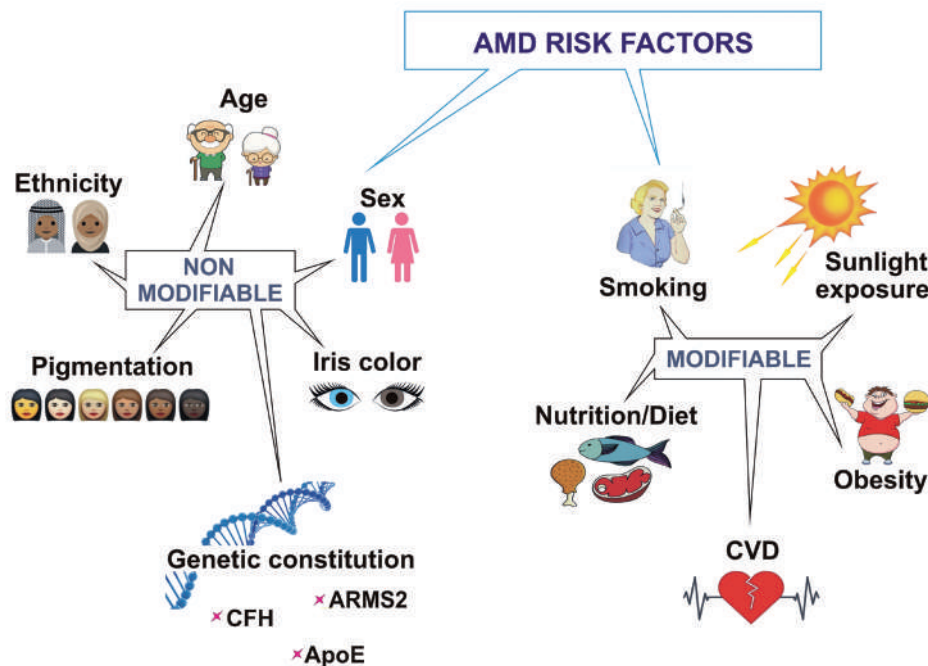 AMD RISK FACTORS
Age
Ethnicity
Sex
NON
MODIFIABLE
Pigmentation
Iris color
Genetic constitution
CFH
ARMS2
ApoE
Smoking
Sunlight
exposure
MODIFIABLE
Nutrition/Diet
Obesity
CVD